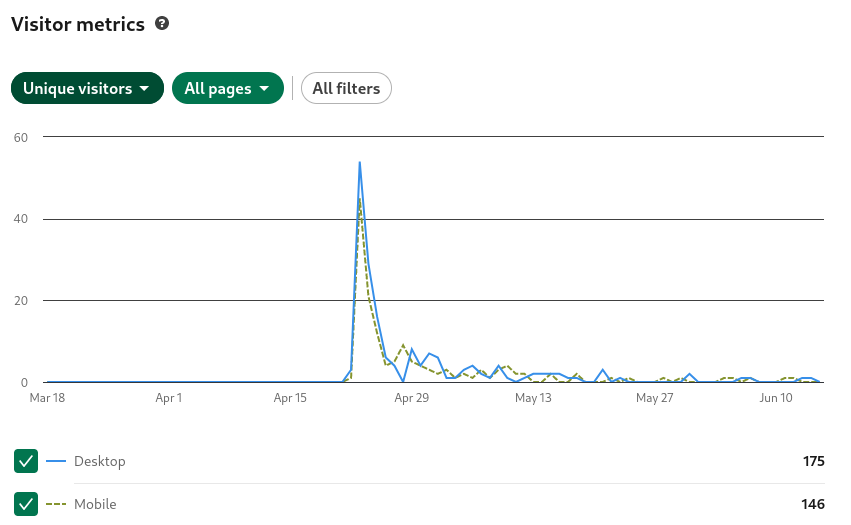 Visitor metrics ?
Unique visitors All pages All filters
60
40
20
0
Mar 18 Apr 1 Apr 15 Apr 29 May 13 May 27 Jun 10
Desktop 175
Mobile 146